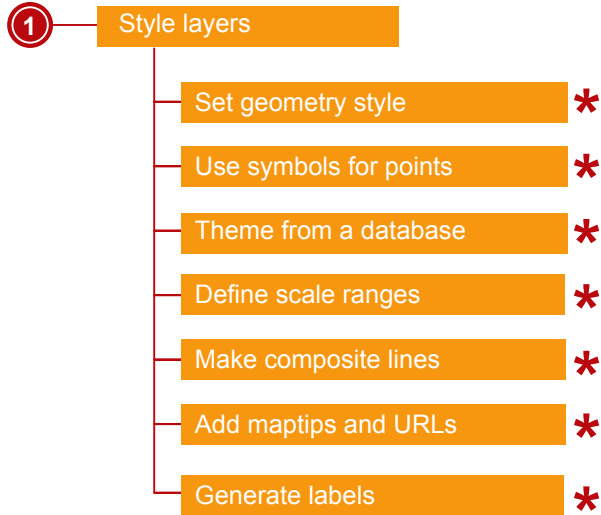 1 Style layers
Set geometry style *
Use symbols for points *
Theme from a database *
Define scale ranges *
Make composite lines *
Add maptips and URLs *
Generate labels *